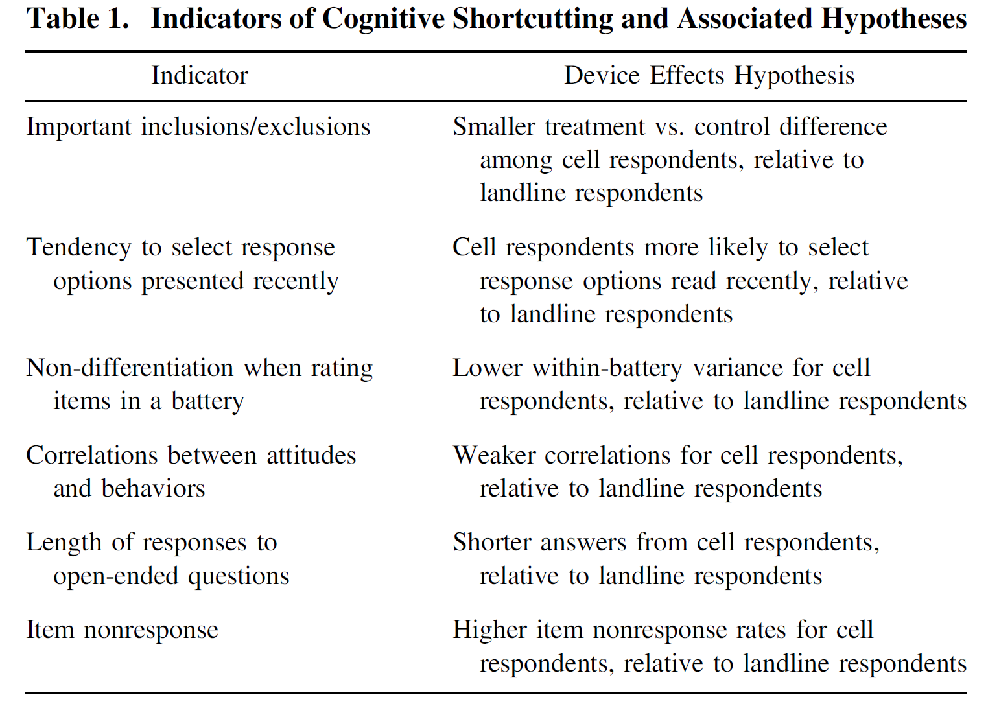 Table 1. Indicators of Cognitive Shortcutting and Associated Hypotheses
Indicator
Device Effects Hypothesis
Important inclusions/exclusions
Smaller treatment vs. control difference
among cell respondents, relative to
landline respondents
Tendency to select response
options presented recently
Cell respondents more likely to select
response options read recently, relative
to landline respondents
Non-differentiation when rating
items in a battery
Lower within-battery variance for cell
respondents, relative to landline respondents
Correlations between attitudes
and behaviors
Weaker correlations for cell respondents,
relative to landline respondents
Length of responses to
open-ended questions
Shorter answers from cell respondents,
relative to landline respondents
Item nonresponse
Higher item nonresponse rates for cell
respondents, relative to landline respondents